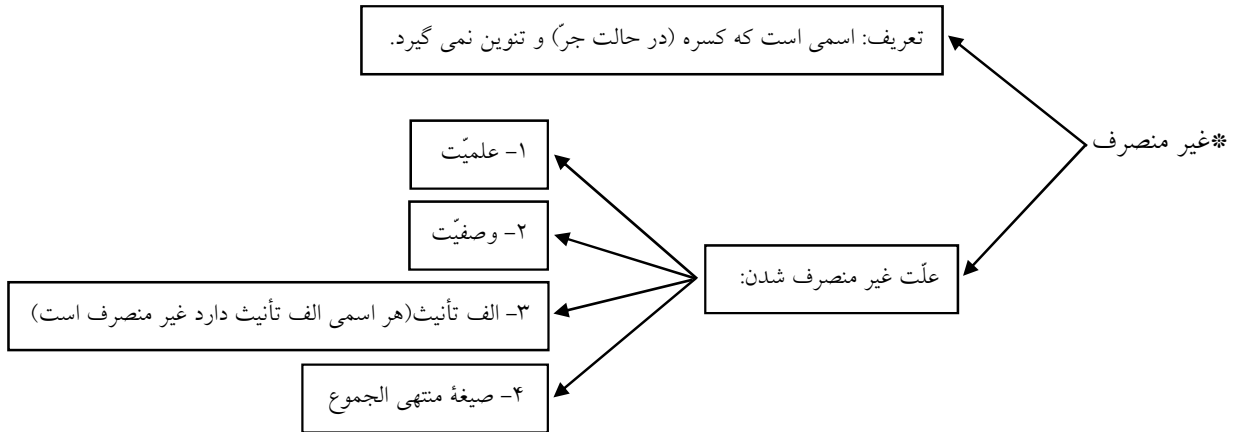 تعریف: اسمی است که کسره (در حالت جرّ) و تنوین نمی گیرد.
*غیر منصرف
علّت غیر منصرف شدن:
۱- علمیّت
۲- وصفیّت
۳- الف تأنیث(هر اسمی الف تأنیث دارد غیر منصرف است)
۴- صیغهٔ منتهی الجموع